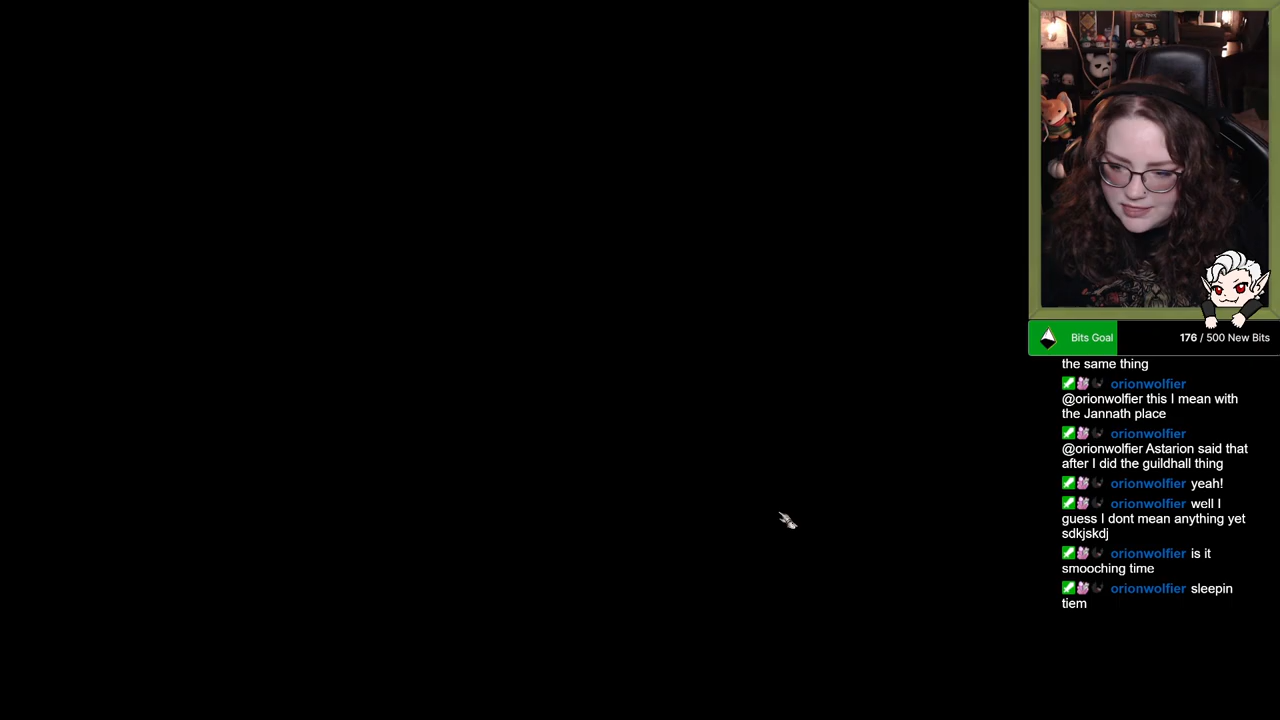 Bits Goal 176 / 500 New Bits
the same thing
orionwolfier
@orionwolfier this I mean with
the Jannath place
orionwolfier
@orionwolfier Astarion said that
after I did the guildhall thing
orionwolfier yeah!
orionwolfier well I
guess I dont mean anything yet
sdkjskdj
orionwolfier is it
smooching time
orionwolfier sleepin
tiem